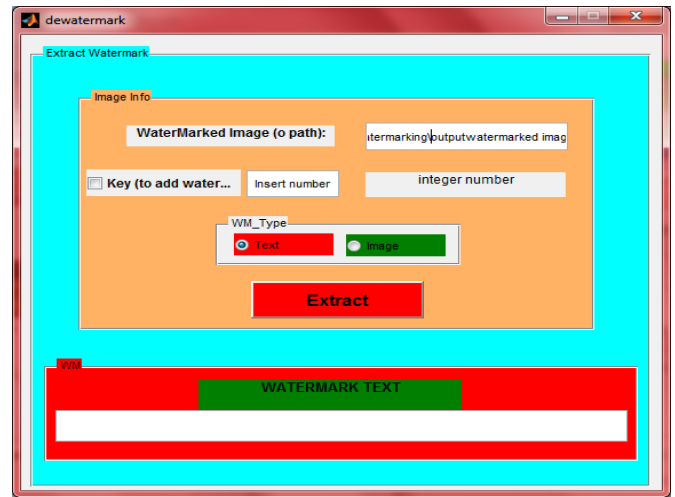 dewatermark
Extract Watermark
Image Info
WaterMarked Image (o path):
itermarking\outputwatermarked imag
Key (to add water...
Insert number
integer number
WM_Type
Text
Image
Extract
WM
WATERMARK TEXT